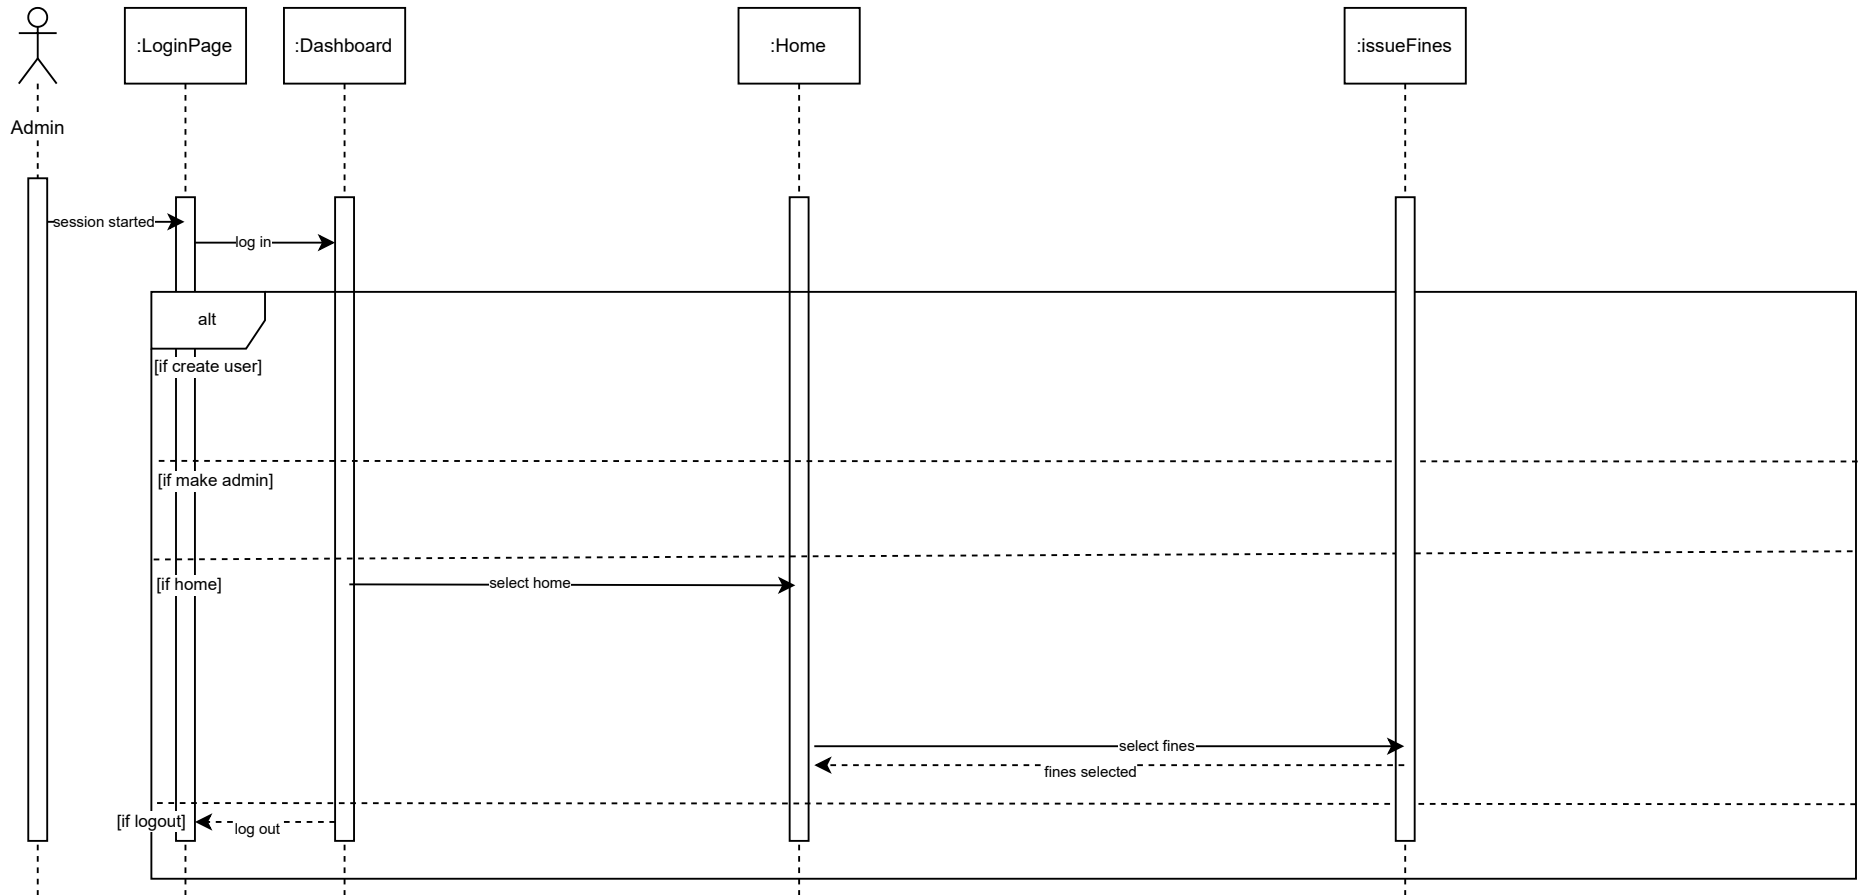 :LoginPage
:Dashboard
:Home
:issueFines
Admin
session started
log in
alt
[if create user]
[if make admin]
[if home]
select home
select fines
fines selected
[if logout]
log out